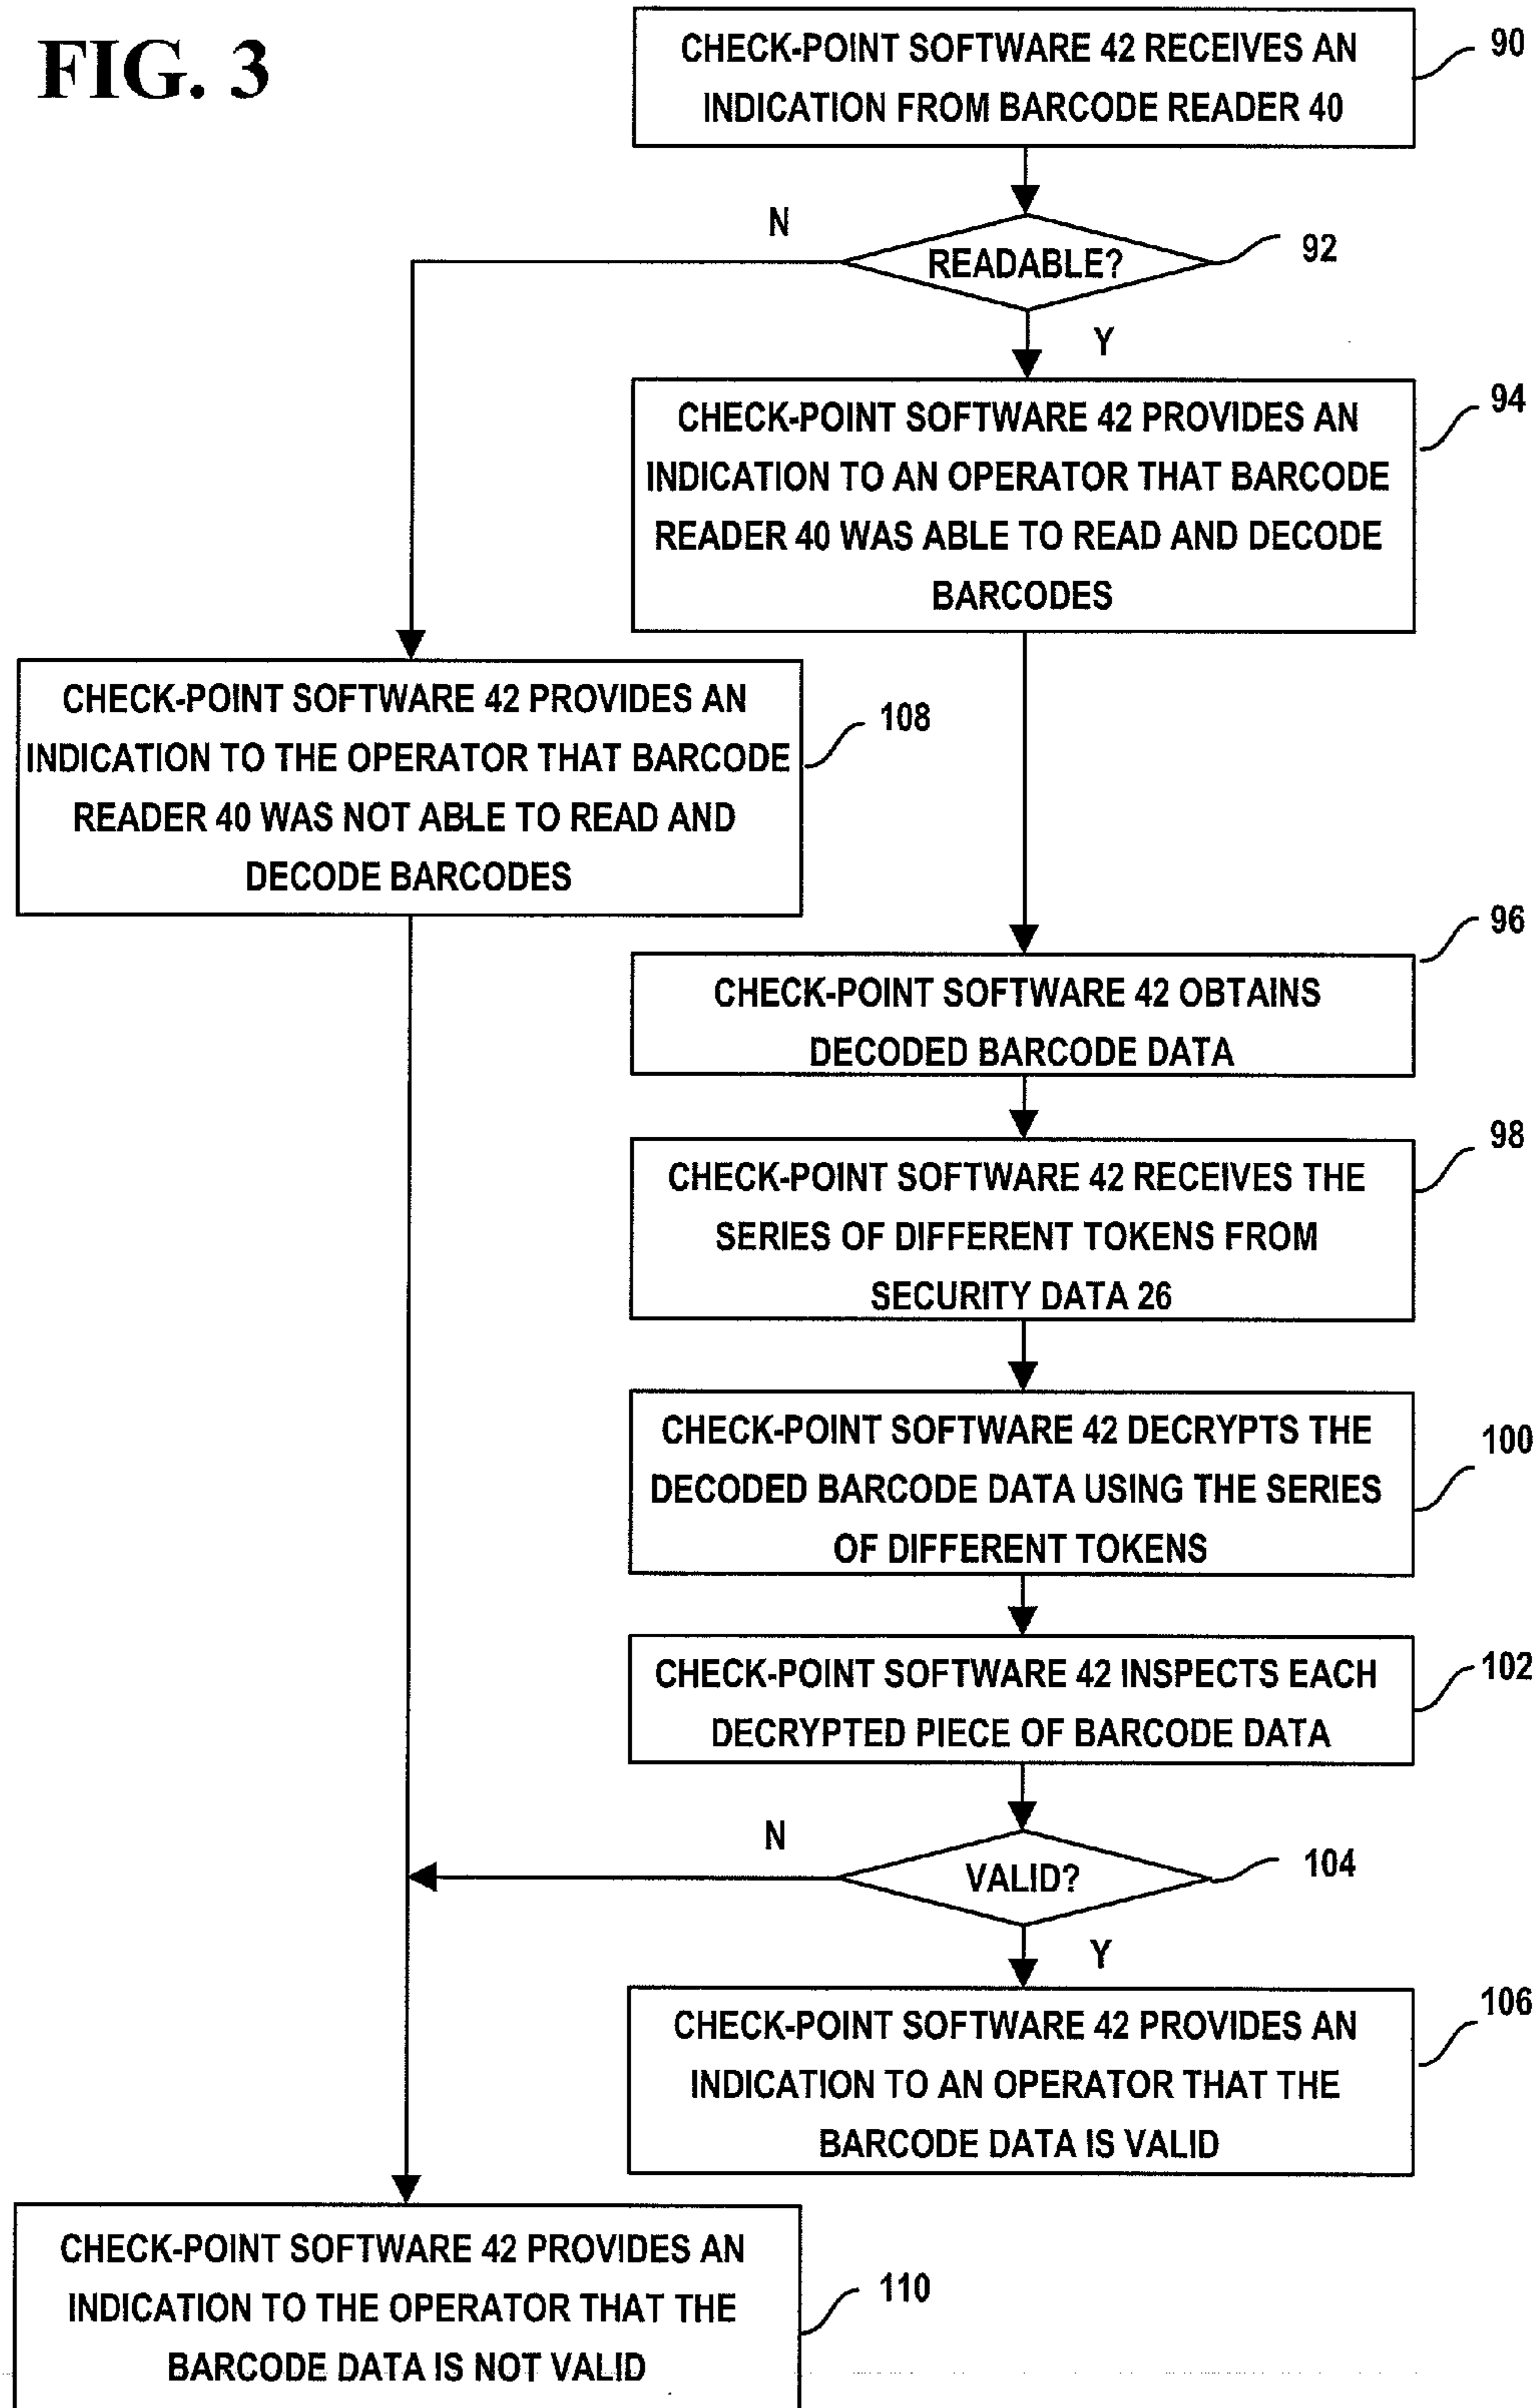 FIG. 3
CHECK-POINT SOFTWARE 42 RECEIVES AN
INDICATION FROM BARCODE READER 40
90
N
READABLE?
92
Y
CHECK-POINT SOFTWARE 42 PROVIDES AN
INDICATION TO AN OPERATOR THAT BARCODE
READER 40 WAS ABLE TO READ AND DECODE
BARCODES
94
CHECK-POINT SOFTWARE 42 PROVIDES AN
INDICATION TO THE OPERATOR THAT BARCODE
READER 40 WAS NOT ABLE TO READ AND
DECODE BARCODES
108
CHECK-POINT SOFTWARE 42 OBTAINS
DECODED BARCODE DATA
96
CHECK-POINT SOFTWARE 42 RECEIVES THE
SERIES OF DIFFERENT TOKENS FROM
SECURITY DATA 26
98
CHECK-POINT SOFTWARE 42 DECRYPTS THE
DECODED BARCODE DATA USING THE SERIES
OF DIFFERENT TOKENS
100
CHECK-POINT SOFTWARE 42 INSPECTS EACH
DECRYPTED PIECE OF BARCODE DATA
102
N
VALID?
104
Y
CHECK-POINT SOFTWARE 42 PROVIDES AN
INDICATION TO AN OPERATOR THAT THE
BARCODE DATA IS VALID
106
CHECK-POINT SOFTWARE 42 PROVIDES AN
INDICATION TO THE OPERATOR THAT THE
BARCODE DATA IS NOT VALID
110